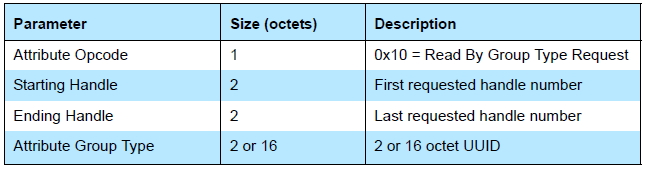 Parameter Size (octets) Description
Attribute Opcode 1 0x10 = Read By Group Type Request
Starting Handle 2 First requested handle number
Ending Handle 2 Last requested handle number
Attribute Group Type 2 or 16 2 or 16 octet UUID